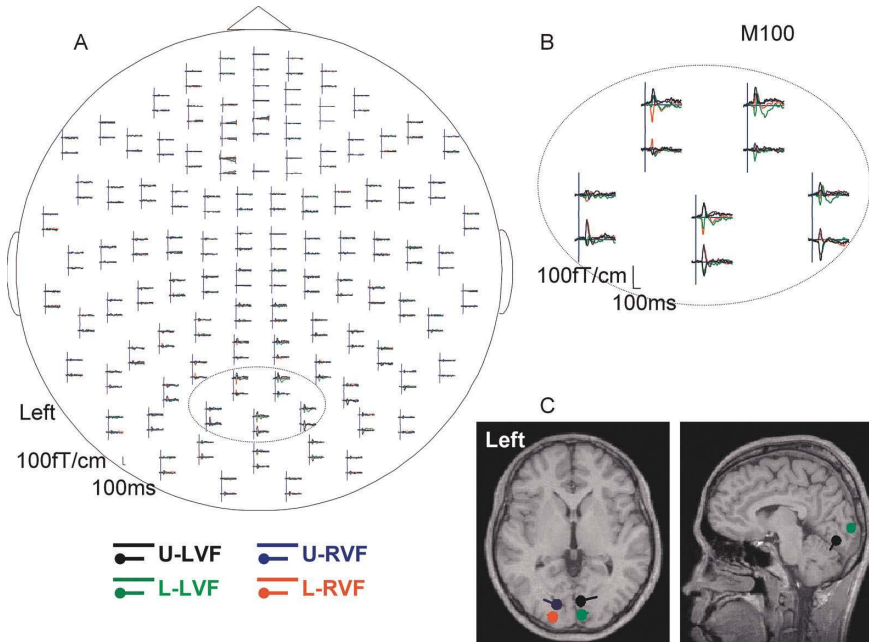 A
B
M100
100fT/cm
100ms
Left
100fT/cm
100ms
C
Left
U-LVF
U-RVF
L-LVF
L-RVF